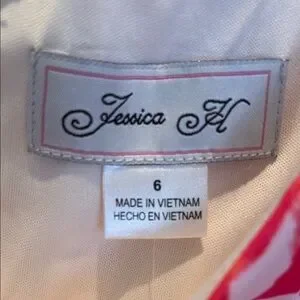 Jessica H
6
MADE IN VIETNAM
HECHO EN VIETNAM